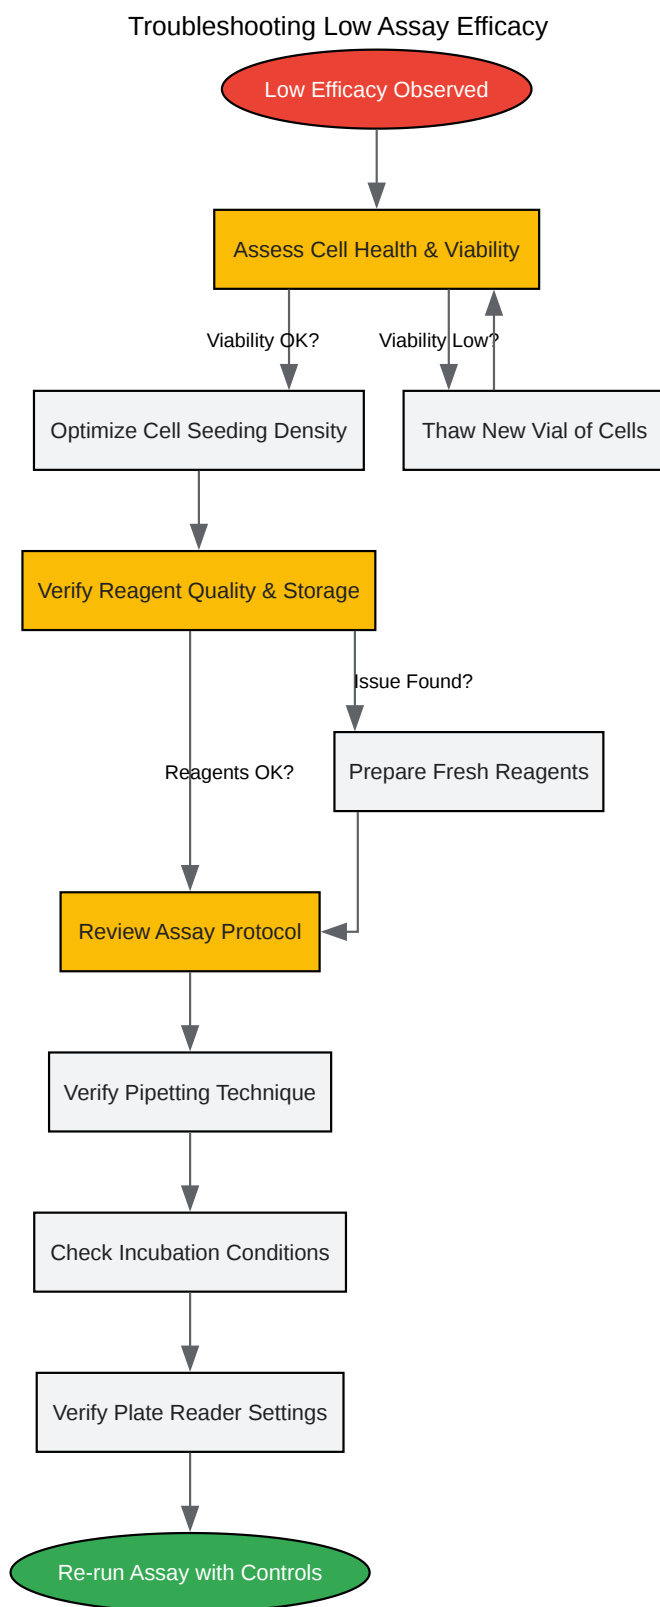 Troubleshooting Low Assay Efficacy
Low Efficacy Observed
Assess Cell Health & Viability
Viability OK?
Viability Low?
Optimize Cell Seeding Density
Thaw New Vial of Cells
Verify Reagent Quality & Storage
Issue Found?
Reagents OK?
Prepare Fresh Reagents
Review Assay Protocol
Verify Pipetting Technique
Check Incubation Conditions
Verify Plate Reader Settings
Re-run Assay with Controls